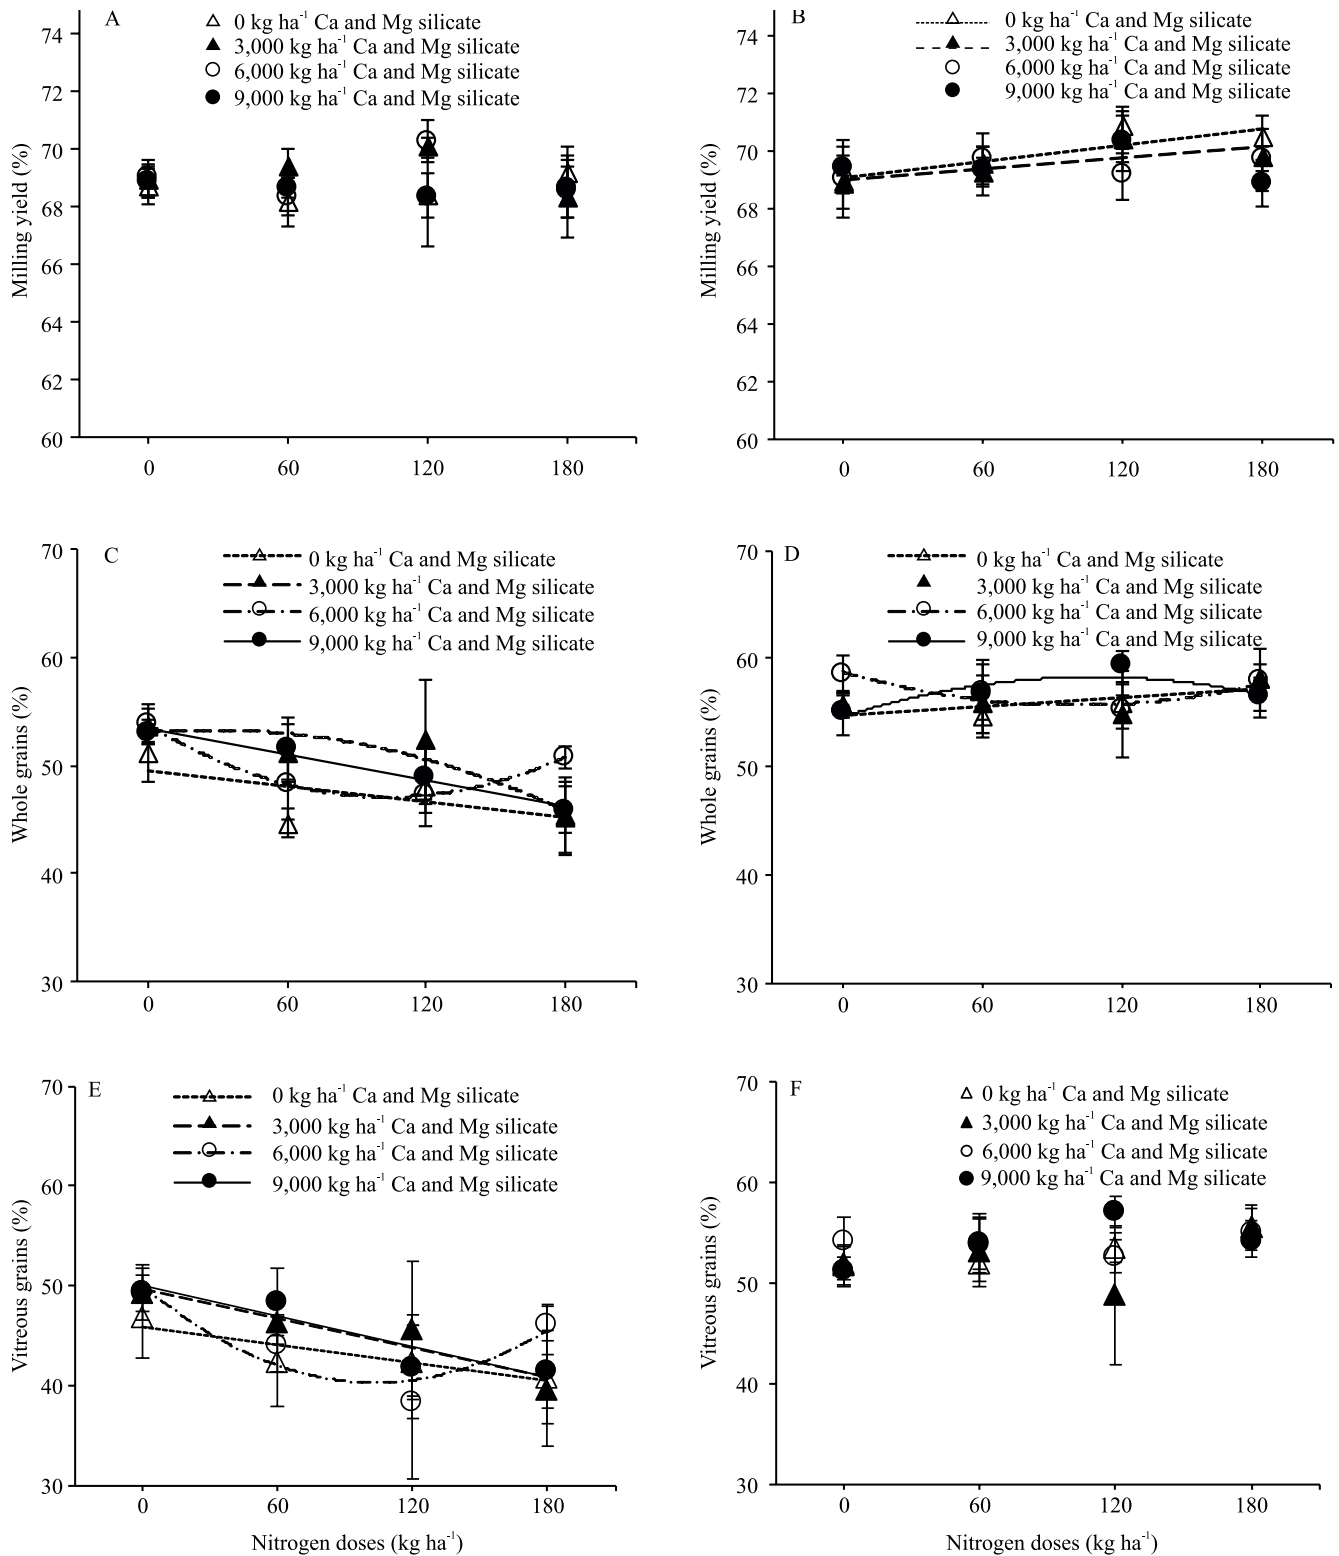 A
0 kg ha-1 Ca and Mg silicate
3,000 kg ha-1 Ca and Mg silicate
6,000 kg ha-1 Ca and Mg silicate
9,000 kg ha-1 Ca and Mg silicate
Milling yield (%)
74
72
70
68
66
64
62
60
0 60 120 180
B
0 kg ha-1 Ca and Mg silicate
3,000 kg ha-1 Ca and Mg silicate
6,000 kg ha-1 Ca and Mg silicate
9,000 kg ha-1 Ca and Mg silicate
Milling yield (%)
74
72
70
68
66
64
62
60
0 60 120 180
C
0 kg ha-1 Ca and Mg silicate
3,000 kg ha-1 Ca and Mg silicate
6,000 kg ha-1 Ca and Mg silicate
9,000 kg ha-1 Ca and Mg silicate
Whole grains (%)
70
60
50
40
30
0 60 120 180
D
0 kg ha-1 Ca and Mg silicate
3,000 kg ha-1 Ca and Mg silicate
6,000 kg ha-1 Ca and Mg silicate
9,000 kg ha-1 Ca and Mg silicate
Whole grains (%)
70
60
50
40
30
0 60 120 180
E
0 kg ha-1 Ca and Mg silicate
3,000 kg ha-1 Ca and Mg silicate
6,000 kg ha-1 Ca and Mg silicate
9,000 kg ha-1 Ca and Mg silicate
Vitreous grains (%)
70
60
50
40
30
0 60 120 180
Nitrogen doses (kg ha-1)
F
0 kg ha-1 Ca and Mg silicate
3,000 kg ha-1 Ca and Mg silicate
6,000 kg ha-1 Ca and Mg silicate
9,000 kg ha-1 Ca and Mg silicate
Vitreous grains (%)
70
60
50
40
30
0 60 120 180
Nitrogen doses (kg ha-1)